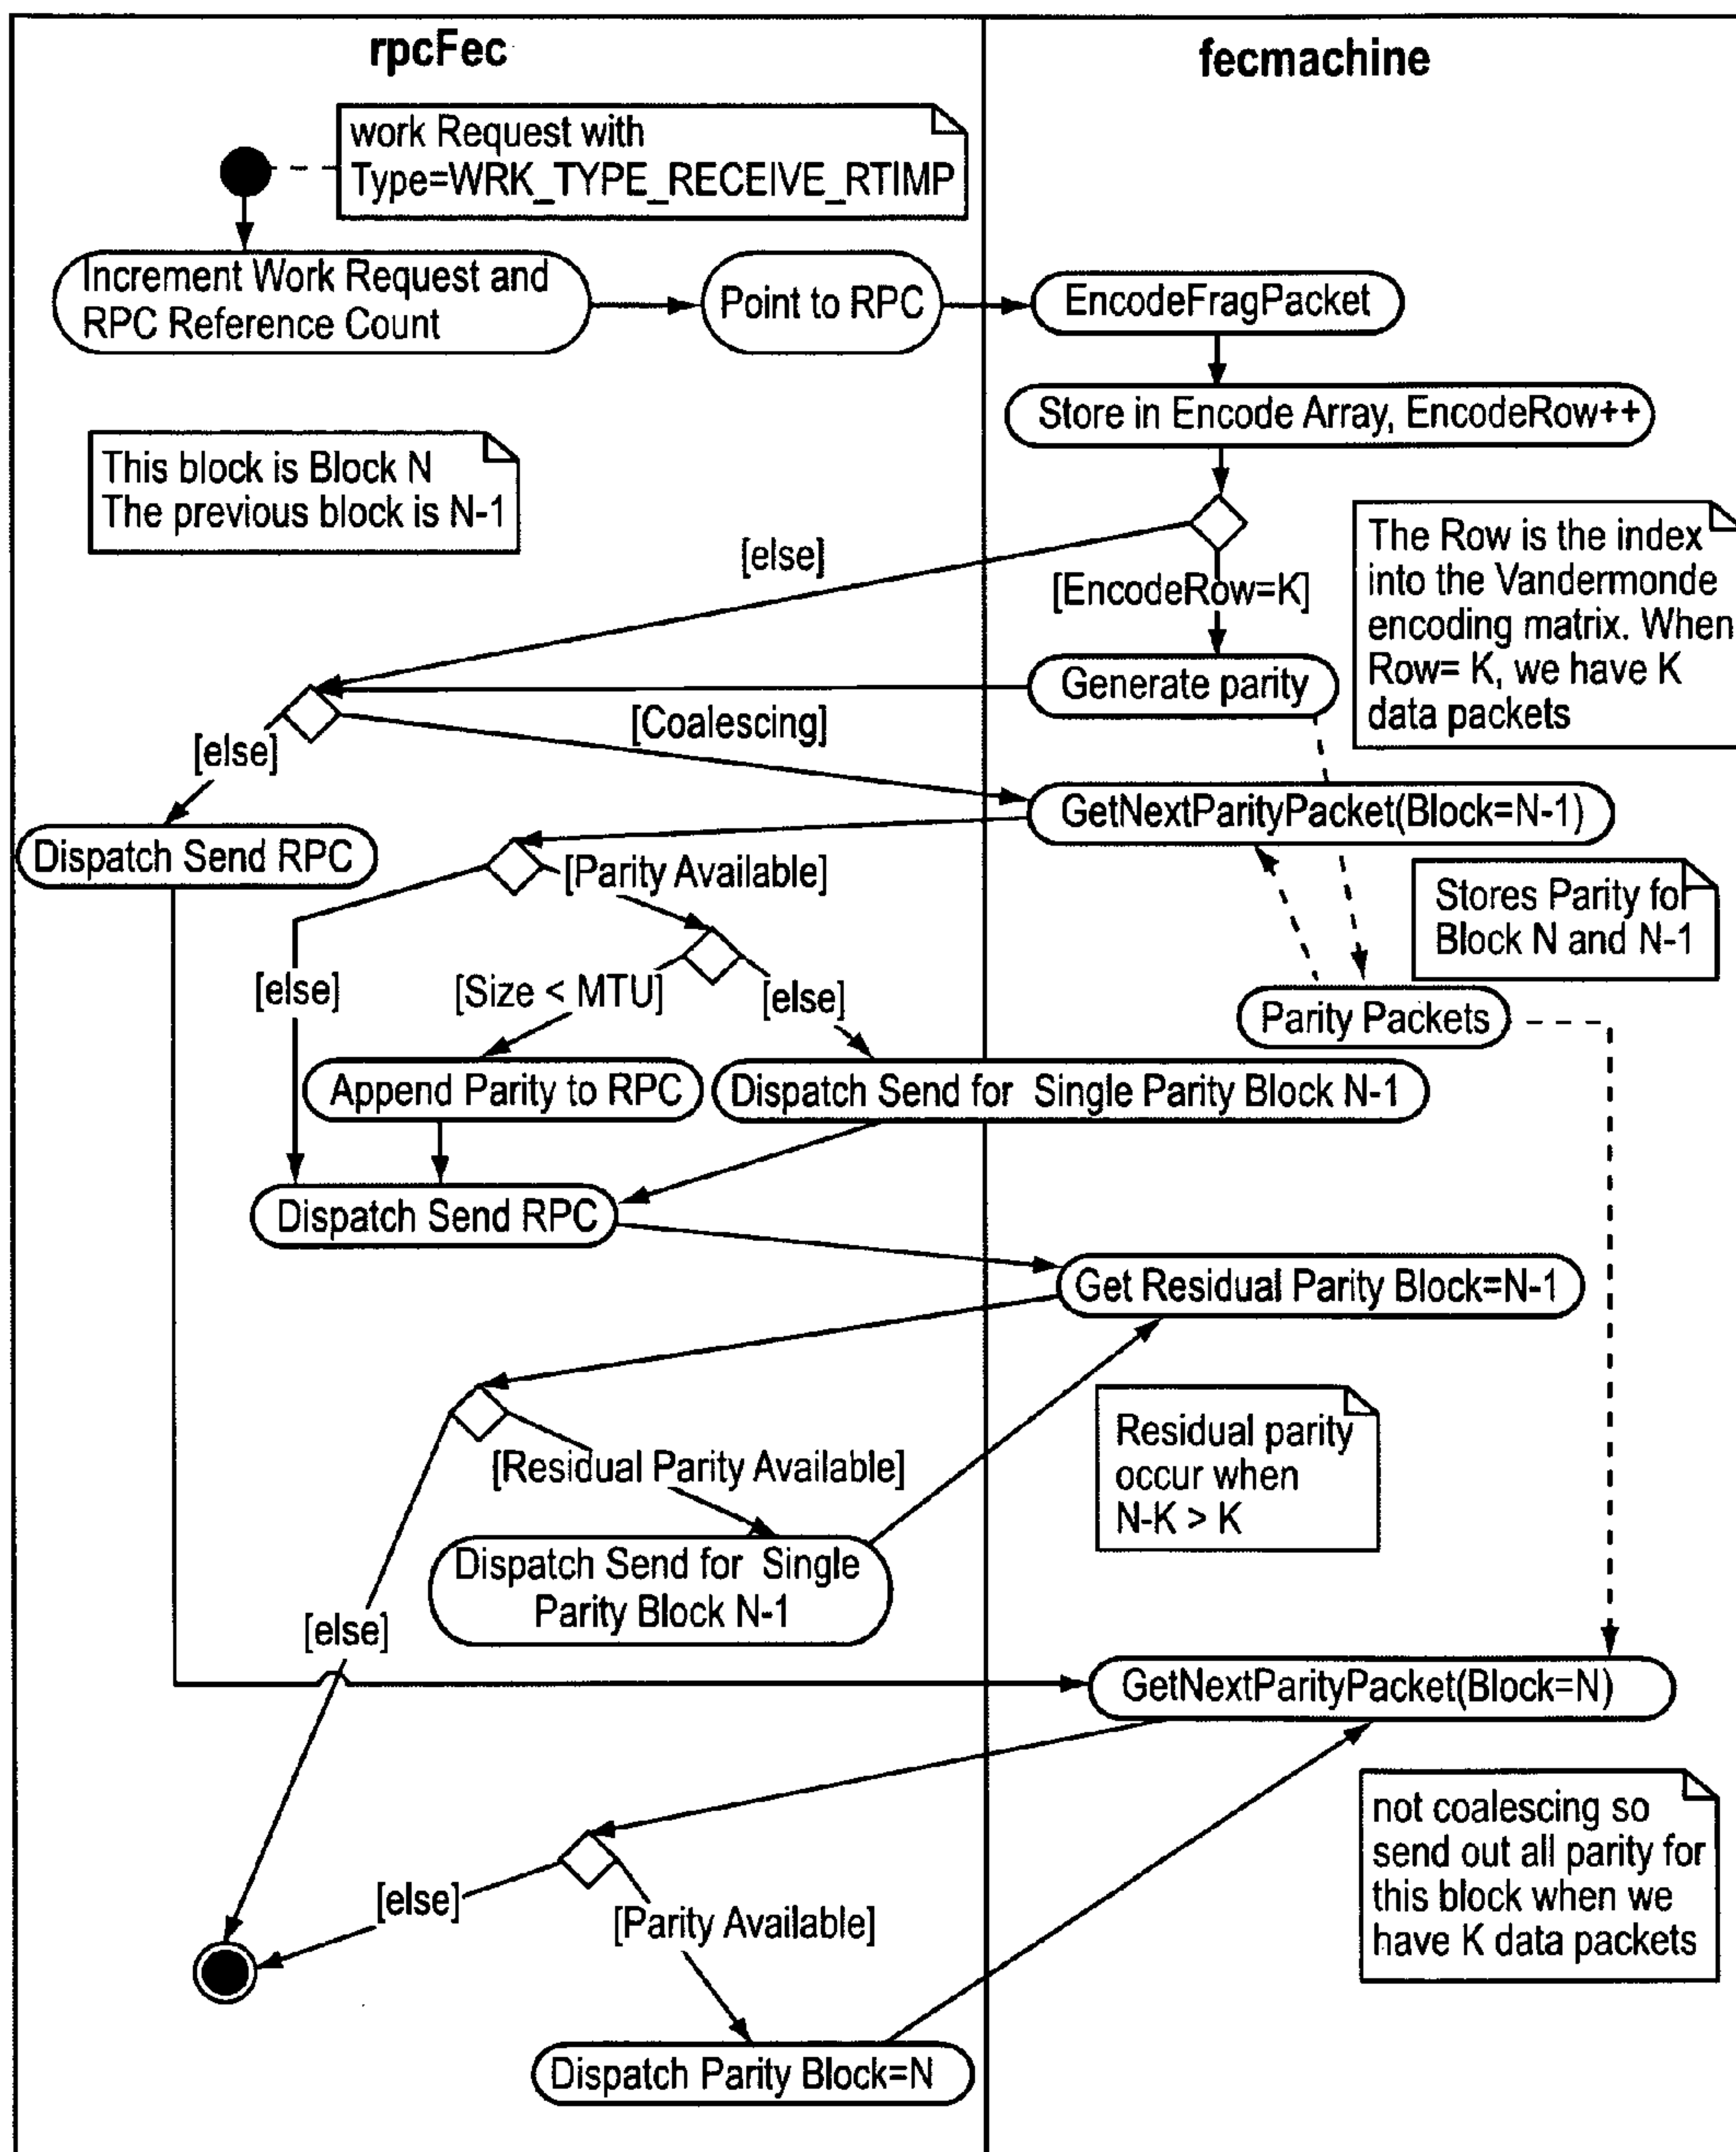 rpcFec
fecmachine
work Request with
Type=WRK_TYPE_RECEIVE_RTIMP
Increment Work Request and
RPC Reference Count
Point to RPC
EncodeFragPacket
Store in Encode Array, EncodeRow++
This block is Block N
The previous block is N-1
[else]
[EncodeRow=K]
The Row is the index
into the Vandermonde
encoding matrix. When
Row= K, we have K
data packets
Generate parity
[Coalescing]
[else]
GetNextParityPacket(Block=N-1)
Dispatch Send RPC
[Parity Available]
Stores Parity for
Block N and N-1
[else]
[Size < MTU]
[else]
Parity Packets
Append Parity to RPC
Dispatch Send for Single Parity Block N-1
Dispatch Send RPC
Get Residual Parity Block=N-1
Residual parity
occur when
N-K > K
[Residual Parity Available]
Dispatch Send for Single
Parity Block N-1
[else]
GetNextParityPacket(Block=N)
not coalescing so
send out all parity for
this block when we
have K data packets
[else]
[Parity Available]
Dispatch Parity Block=N